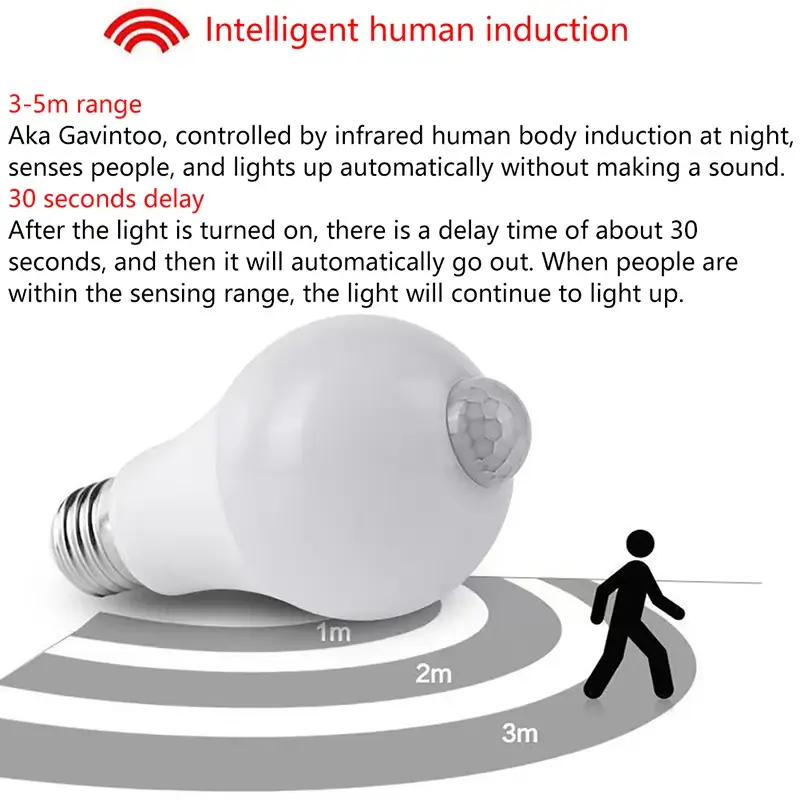 Intelligent human induction
3-5m range
Aka Gavintoo, controlled by infrared human body induction at night,
senses people, and lights up automatically without making a sound.
30 seconds delay
After the light is turned on, there is a delay time of about 30
seconds, and then it will automatically go out. When people are
within the sensing range, the light will continue to light up.
1m
2m
3m